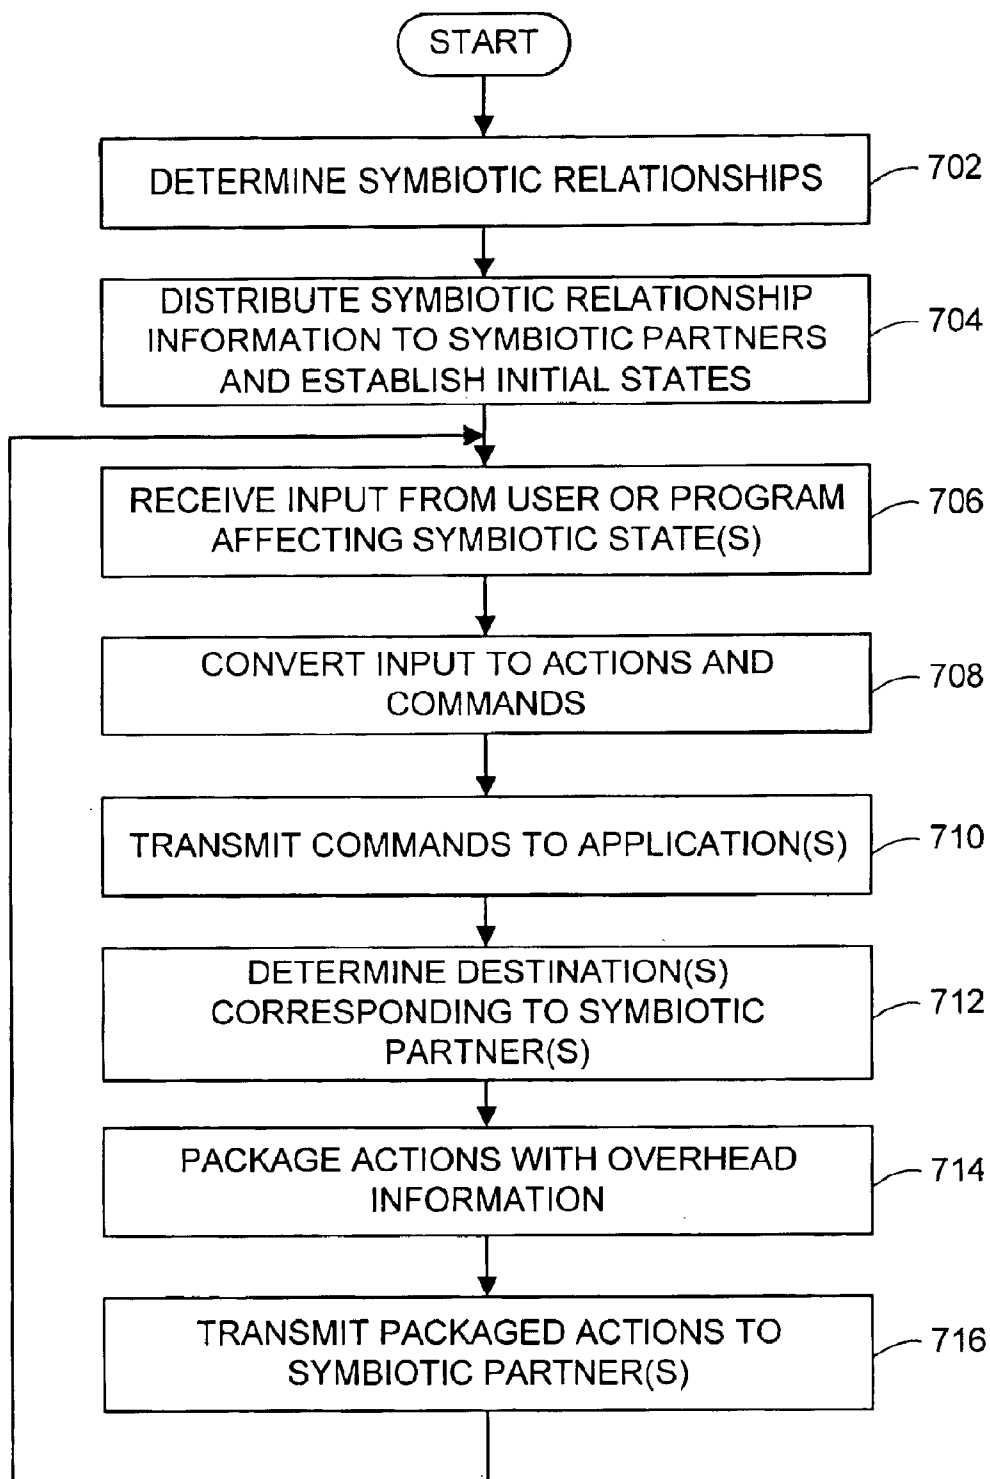 START
DETERMINE SYMBIOTIC RELATIONSHIPS
702
DISTRIBUTE SYMBIOTIC RELATIONSHIP
INFORMATION TO SYMBIOTIC PARTNERS
AND ESTABLISH INITIAL STATES
704
RECEIVE INPUT FROM USER OR PROGRAM
AFFECTING SYMBIOTIC STATE(S)
706
CONVERT INPUT TO ACTIONS AND
COMMANDS
708
TRANSMIT COMMANDS TO APPLICATION(S)
710
DETERMINE DESTINATION(S)
CORRESPONDING TO SYMBIOTIC
PARTNER(S)
712
PACKAGE ACTIONS WITH OVERHEAD
INFORMATION
714
TRANSMIT PACKAGED ACTIONS TO
SYMBIOTIC PARTNER(S)
716